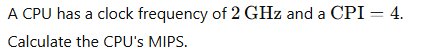 A CPU has a clock frequency of 2 GHz and a CPI = 4.
Calculate the CPU's MIPS.